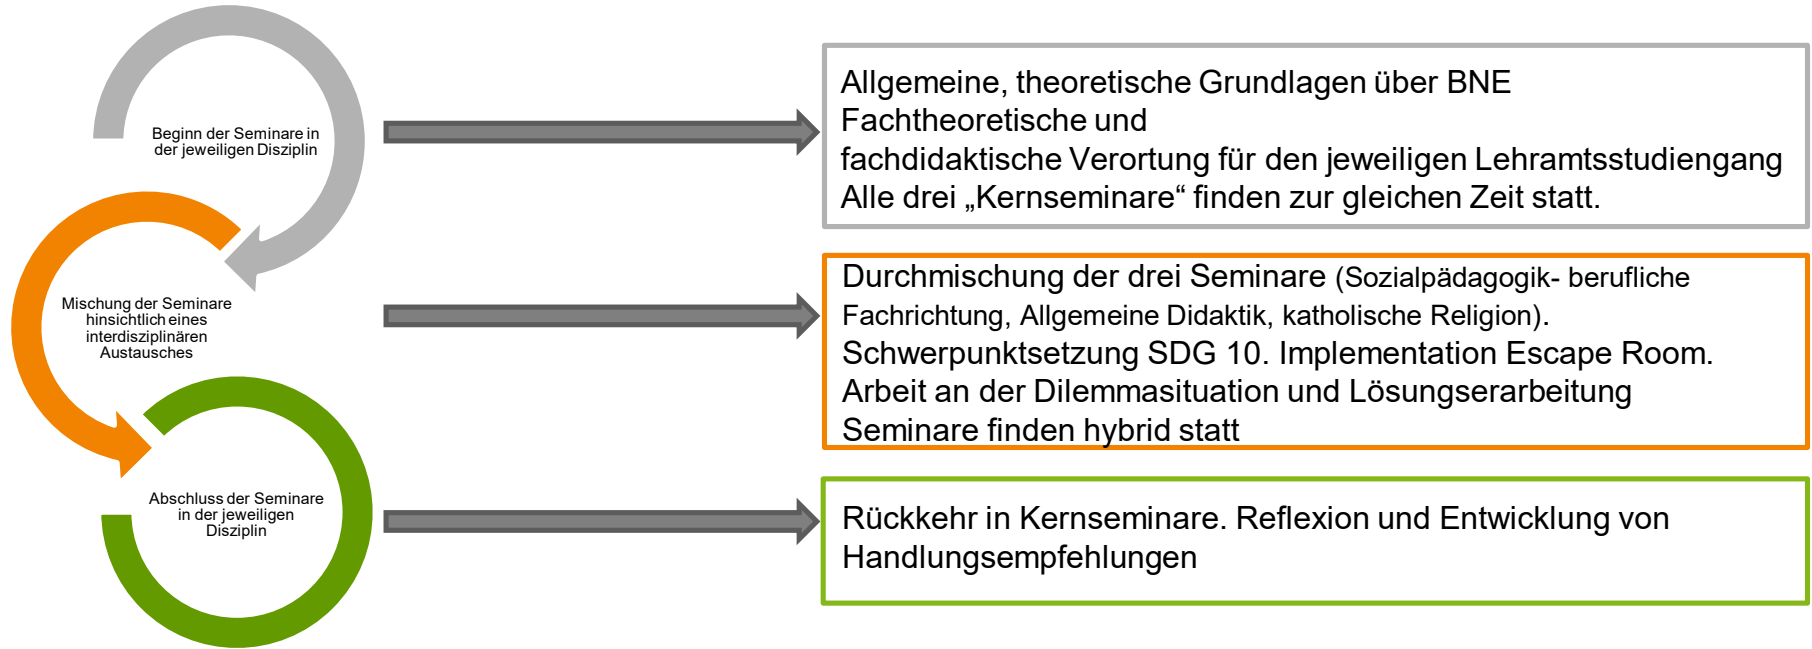 Beginn der Seminare in
der jeweiligen Disziplin
Allgemeine, theoretische Grundlagen über BNE
Fachtheoretische und
fachdidaktische Verortung für den jeweiligen Lehramtsstudiengang
Alle drei „Kernseminare“ finden zur gleichen Zeit statt.
Mischung der Seminare
hinsichtlich eines
interdisziplinären
Austausches
Durchmischung der drei Seminare (Sozialpädagogik- berufliche
Fachrichtung, Allgemeine Didaktik, katholische Religion).
Schwerpunktsetzung SDG 10. Implementation Escape Room.
Arbeit an der Dilemmasituation und Lösungserarbeitung
Seminare finden hybrid statt
Abschluss der Seminare
in der jeweiligen
Disziplin
Rückkehr in Kernseminare. Reflexion und Entwicklung von
Handlungsempfehlungen